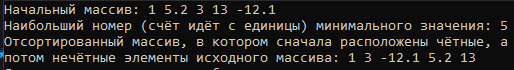 Начальный массив: 1 5.2 3 13 -12.1
Наибольший номер (счёт идёт с единицы) минимального значения: 5
Отсортированный массив, в котором сначала расположены чётные, а
потом нечётные элементы исходного массива: 1 3 -12.1 5.2 13